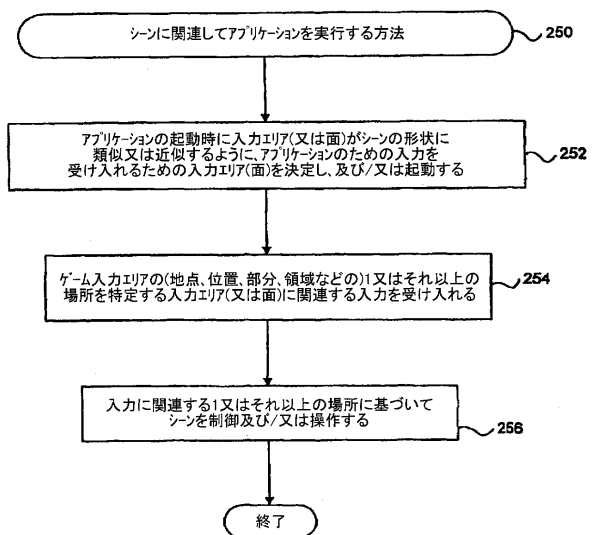 シーンに関連してアプリケーションを実行する方法
250
アプリケーションの起動時に入力エリア(又は面)がシーンの形状に
類似又は近似するように、アプリケーションのための入力を
受け入れるための入力エリア(面)を決定し、及び/又は起動する
252
ゲーム入力エリアの(地点、位置、部分、領域などの)1又はそれ以上の
場所を特定する入力エリア(又は面)に関連する入力を受け入れる
254
入力に関連する1又はそれ以上の場所に基づいて
シーンを制御及び/又は操作する
256
終了